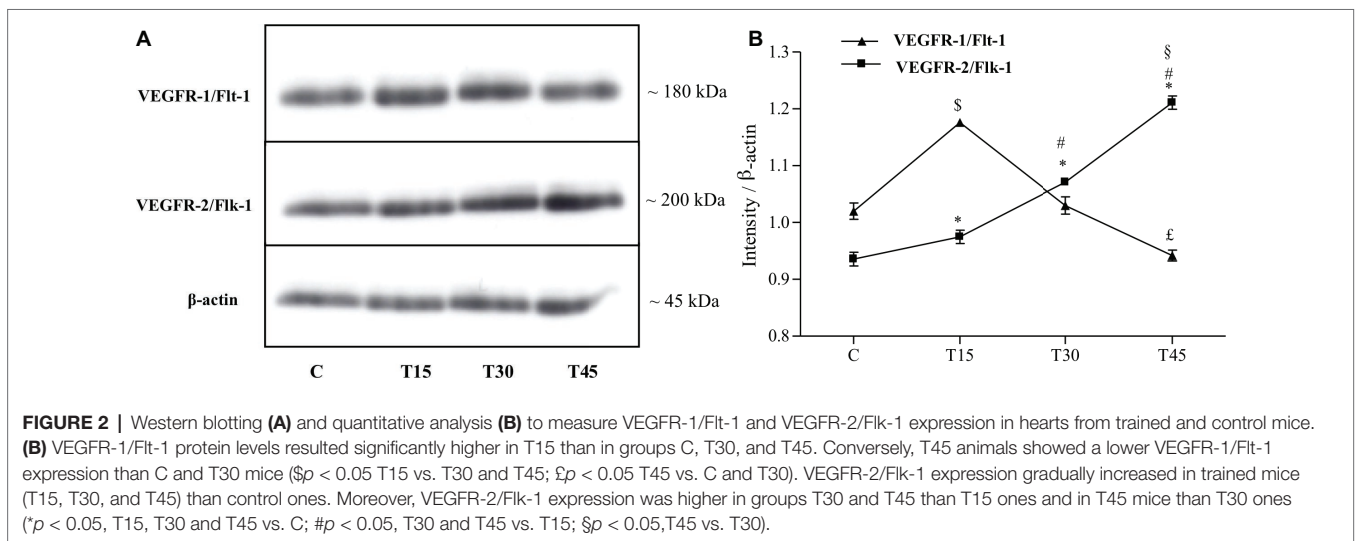 A
VEGFR-1/Flt-1
~ 180 kDa
VEGFR-2/Flk-1
~ 200 kDa
β-actin
~ 45 kDa
C T15 T30 T45
B
VEGFR-1/Flt-1
VEGFR-2/Flk-1
Intensity / β-actin
1.3
1.2
1.1
1.0
0.9
0.8
$
*
#
*
§
#
*
£
C T15 T30 T45
FIGURE 2 | Western blotting (A) and quantitative analysis (B) to measure VEGFR-1/Flt-1 and VEGFR-2/Flk-1 expression in hearts from trained and control mice.
(B) VEGFR-1/Flt-1 protein levels resulted significantly higher in T15 than in groups C, T30, and T45. Conversely, T45 animals showed a lower VEGFR-1/Flt-1
expression than C and T30 mice ($p < 0.05 T15 vs. T30 and T45; £p < 0.05 T45 vs. C and T30). VEGFR-2/Flk-1 expression gradually increased in trained mice
(T15, T30, and T45) than control ones. Moreover, VEGFR-2/Flk-1 expression was higher in groups T30 and T45 than T15 ones and in T45 mice than T30 ones
(*p < 0.05, T15, T30 and T45 vs. C; #p < 0.05, T30 and T45 vs. T15; §p < 0.05,T45 vs. T30).